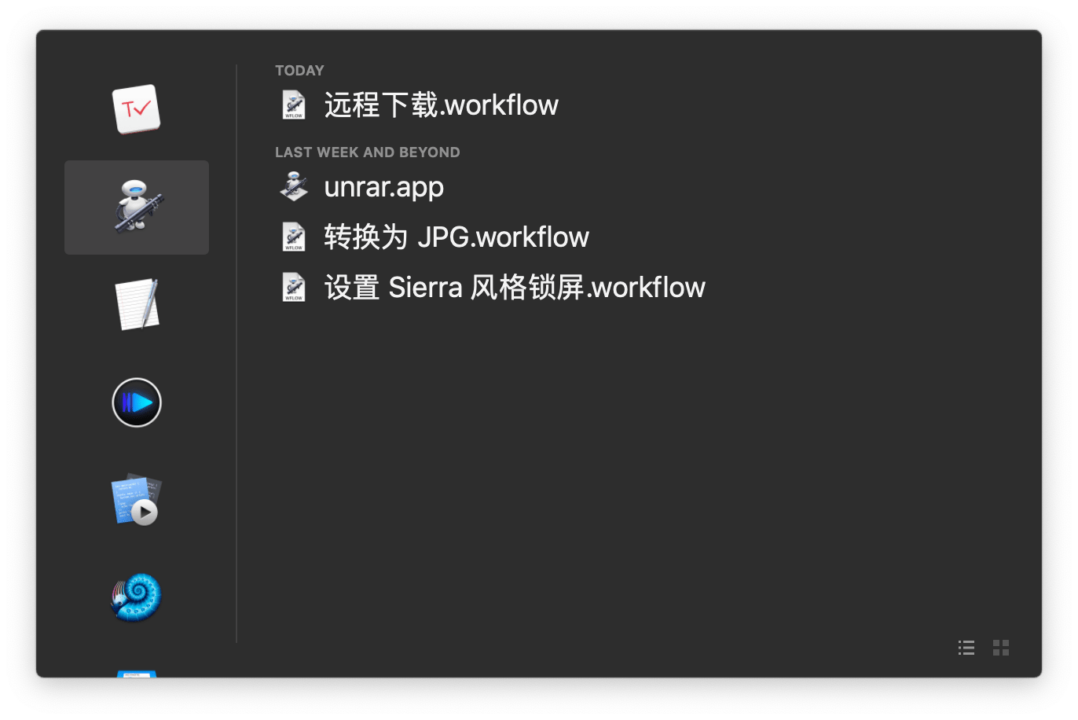 TODAY
远程下载.workflow
LAST WEEK AND BEYOND
unrar.app
转换为 JPG.workflow
设置 Sierra 风格锁屏.workflow